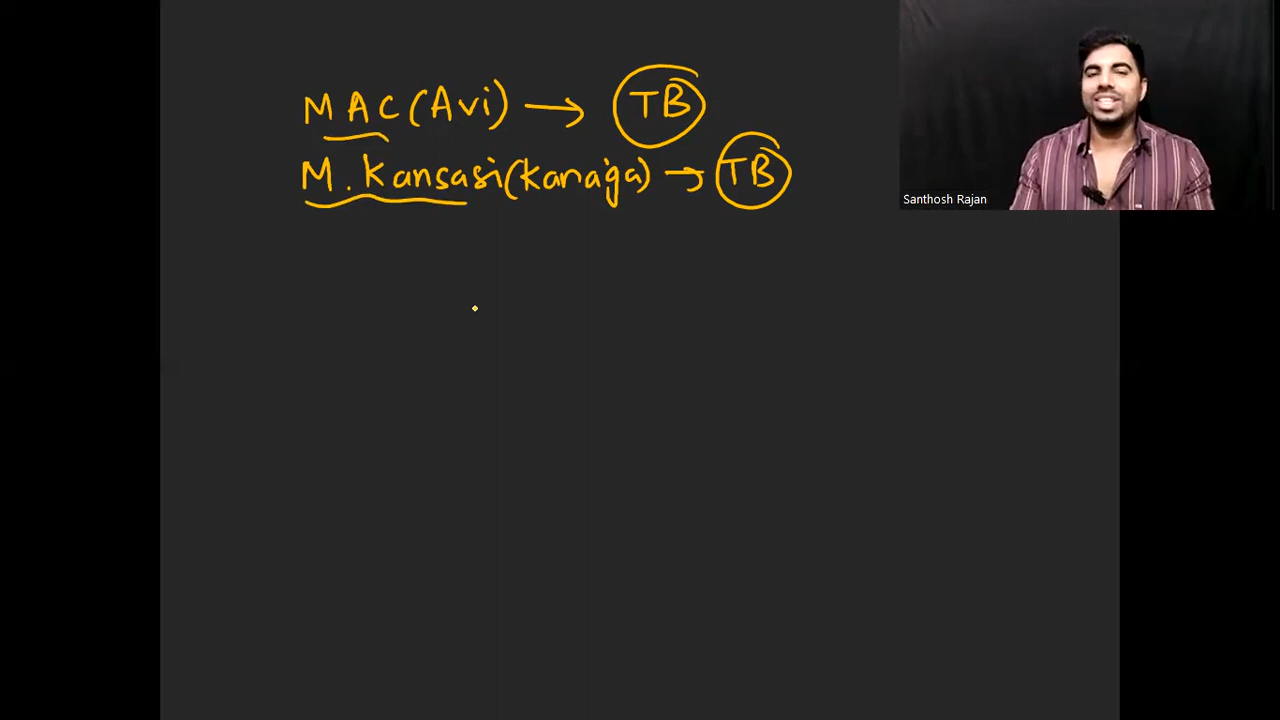 MAC (Avi) → TB
M. Kansasi (Kanaga) → TB
Santhosh Rajan